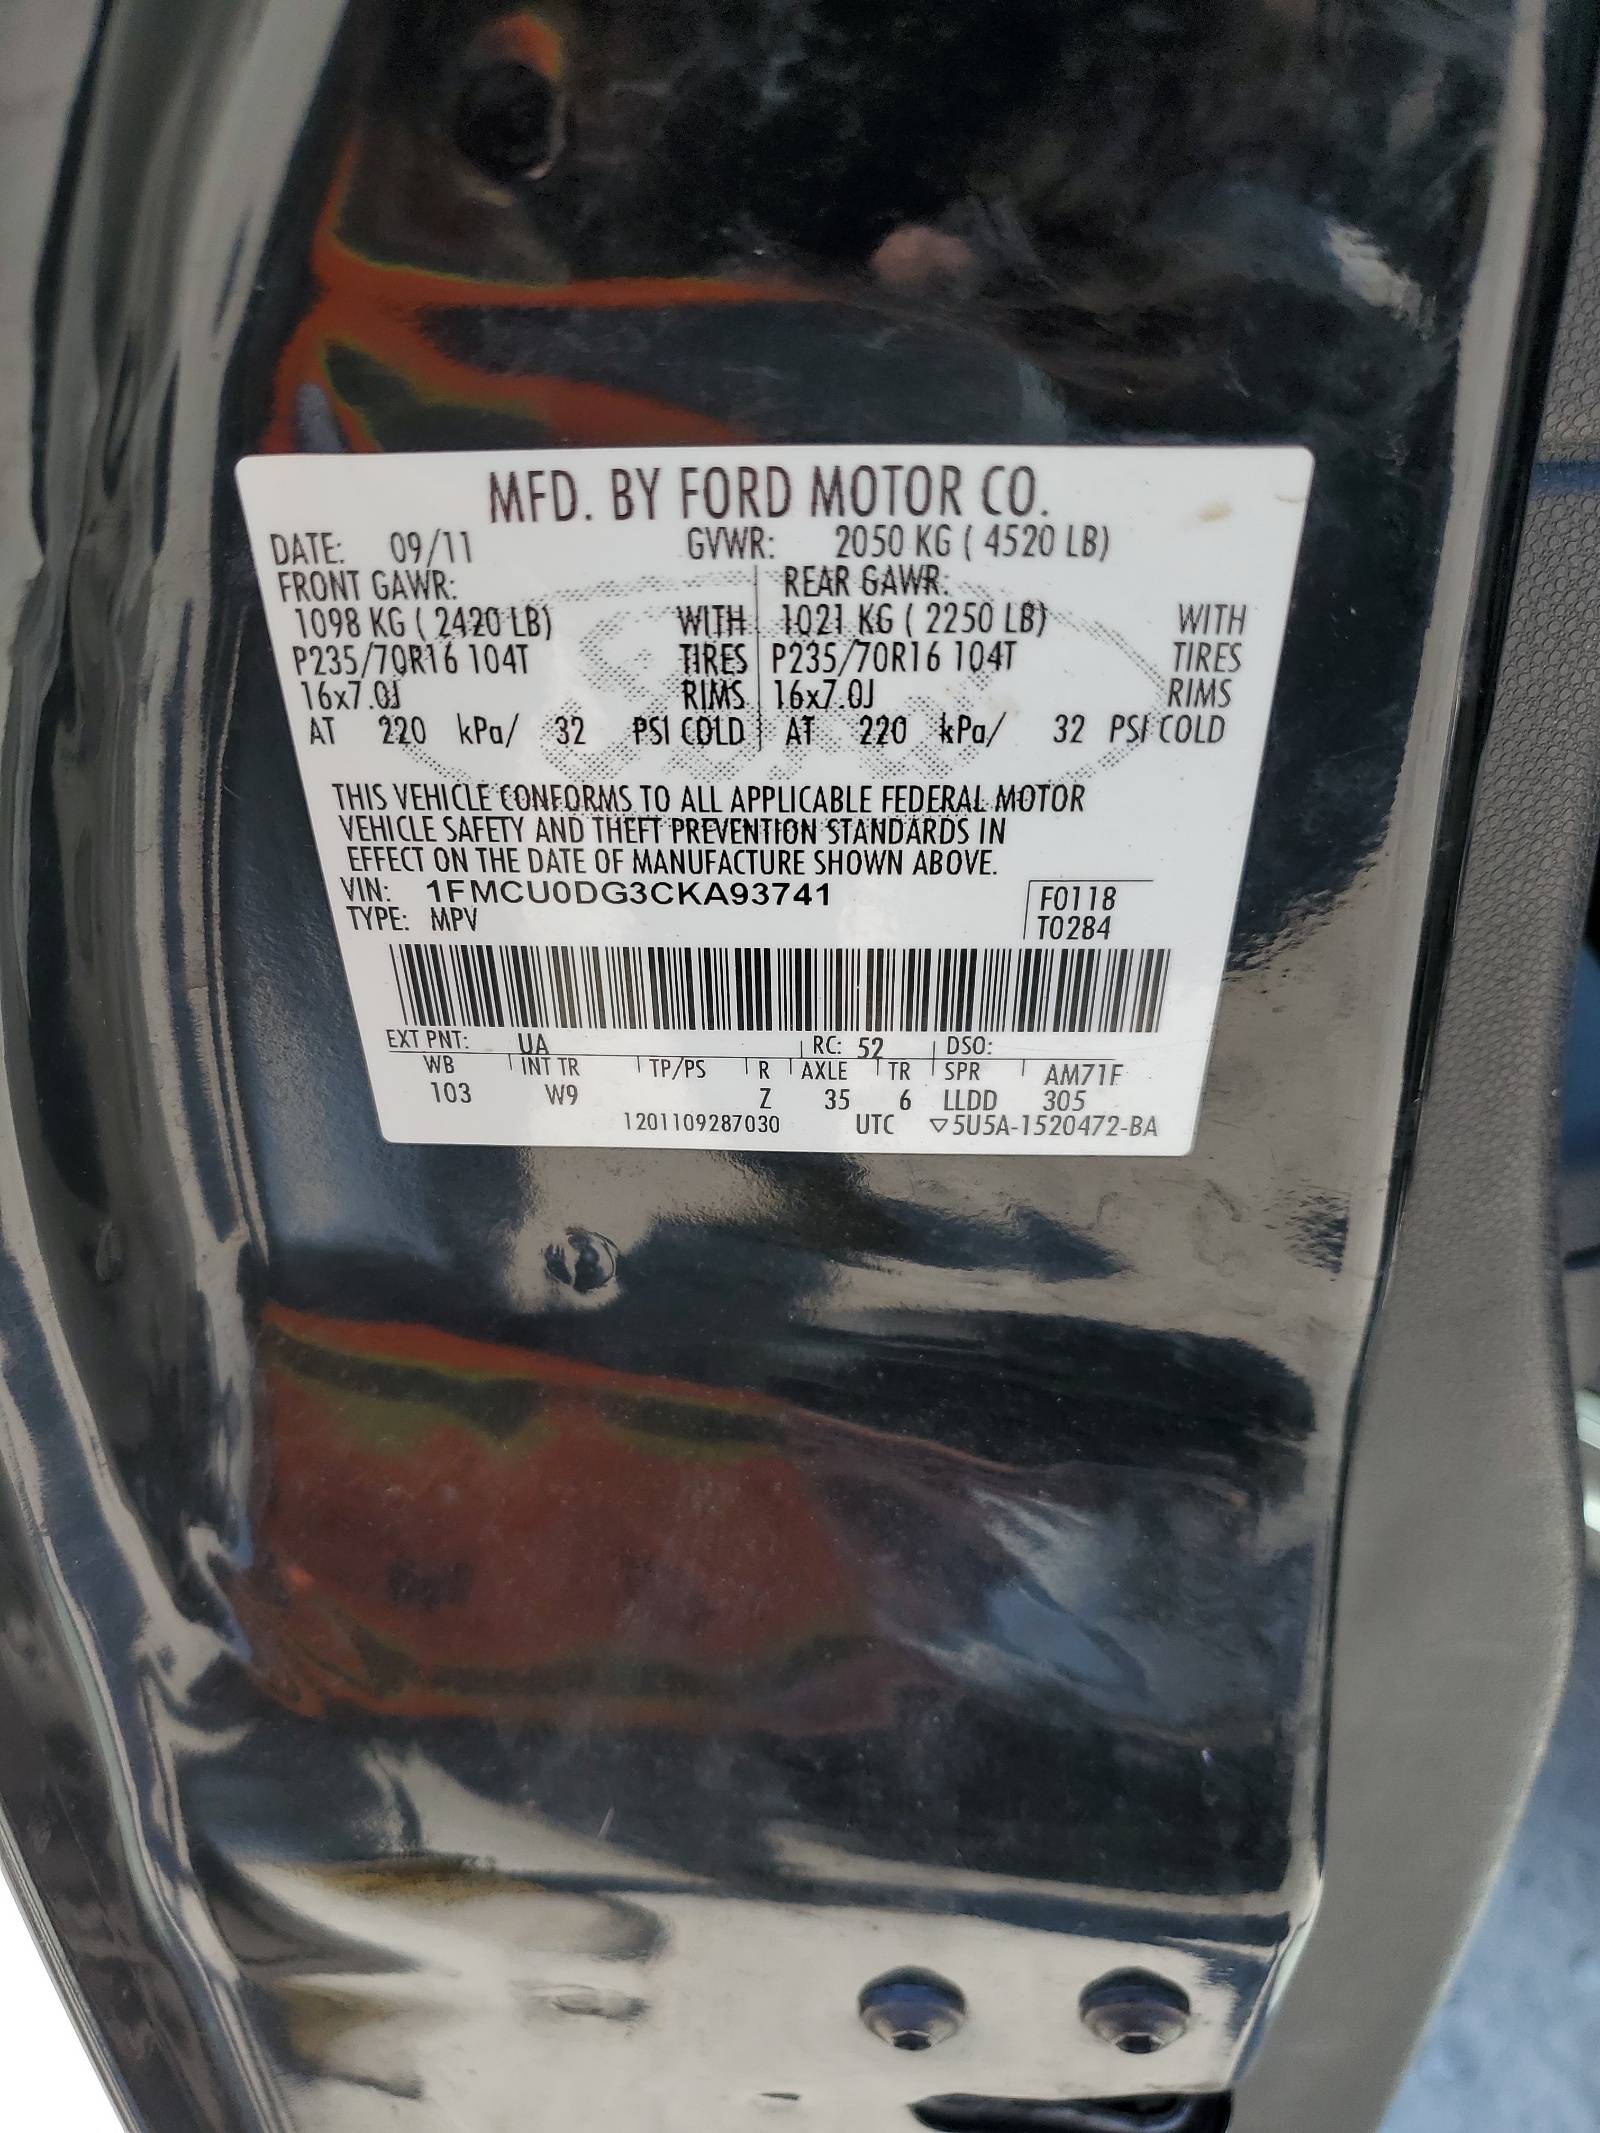 MFD. BY FORD MOTOR CO.
DATE: 09/11 GVWR: 2050 KG ( 4520 LB)
FRONT GAWR: REAR GAWR:
1098 KG ( 2420 LB) WITH 1021 KG ( 2250 LB) WITH
P235/70R16 104T TIRES P235/70R16 104T TIRES
16x7.0J RIMS 16x7.0J RIMS
AT 220 kPa/ 32 PSI COLD AT 220 kPa/ 32 PSI COLD
THIS VEHICLE CONFORMS TO ALL APPLICABLE FEDERAL MOTOR
VEHICLE SAFETY AND THEFT PREVENTION STANDARDS IN
EFFECT ON THE DATE OF MANUFACTURE SHOWN ABOVE.
VIN: 1FMCU0DG3CKA93741 F0118
TYPE: MPV T0284
EXT PNT: UA RC: 52 DSO:
WB INT TR TP/PS R AXLE TR SPR AM71F
103 W9 Z 35 6 LLDD 305
1201109287030 UTC ▽5U5A-1520472-BA